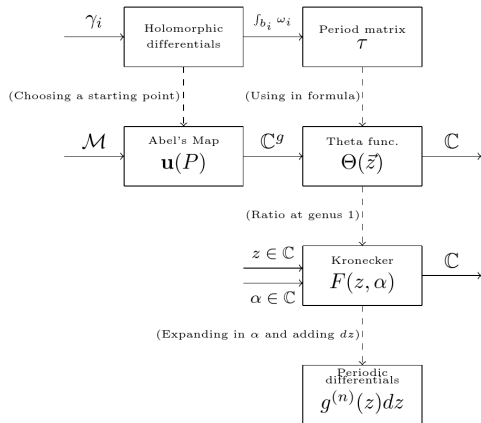 γ_i
Holomorphic
differentials
∫_{b_i} ω_i
Period matrix
τ
(Choosing a starting point)
(Using in formula)
ℳ
Abel's Map
u(P)
ℂ^g
Theta func.
Θ(z⃗)
ℂ
(Ratio at genus 1)
z ∈ ℂ
α ∈ ℂ
Kronecker
F(z, α)
ℂ
(Expanding in α and adding dz)
Periodic
differentials
g^{(n)}(z)dz